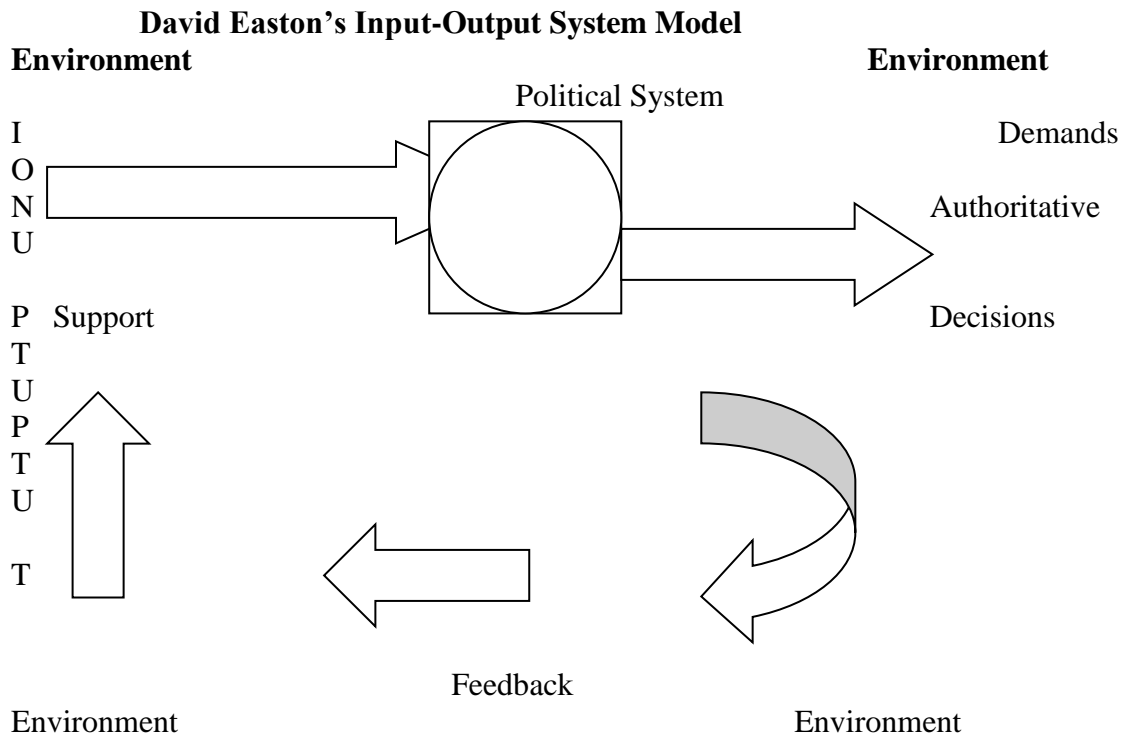 David Easton’s Input-Output System Model
Environment Environment
Political System
I Demands
O
N Authoritative
U
P Support Decisions
T
U
P
T
U
T
Feedback
Environment Environment